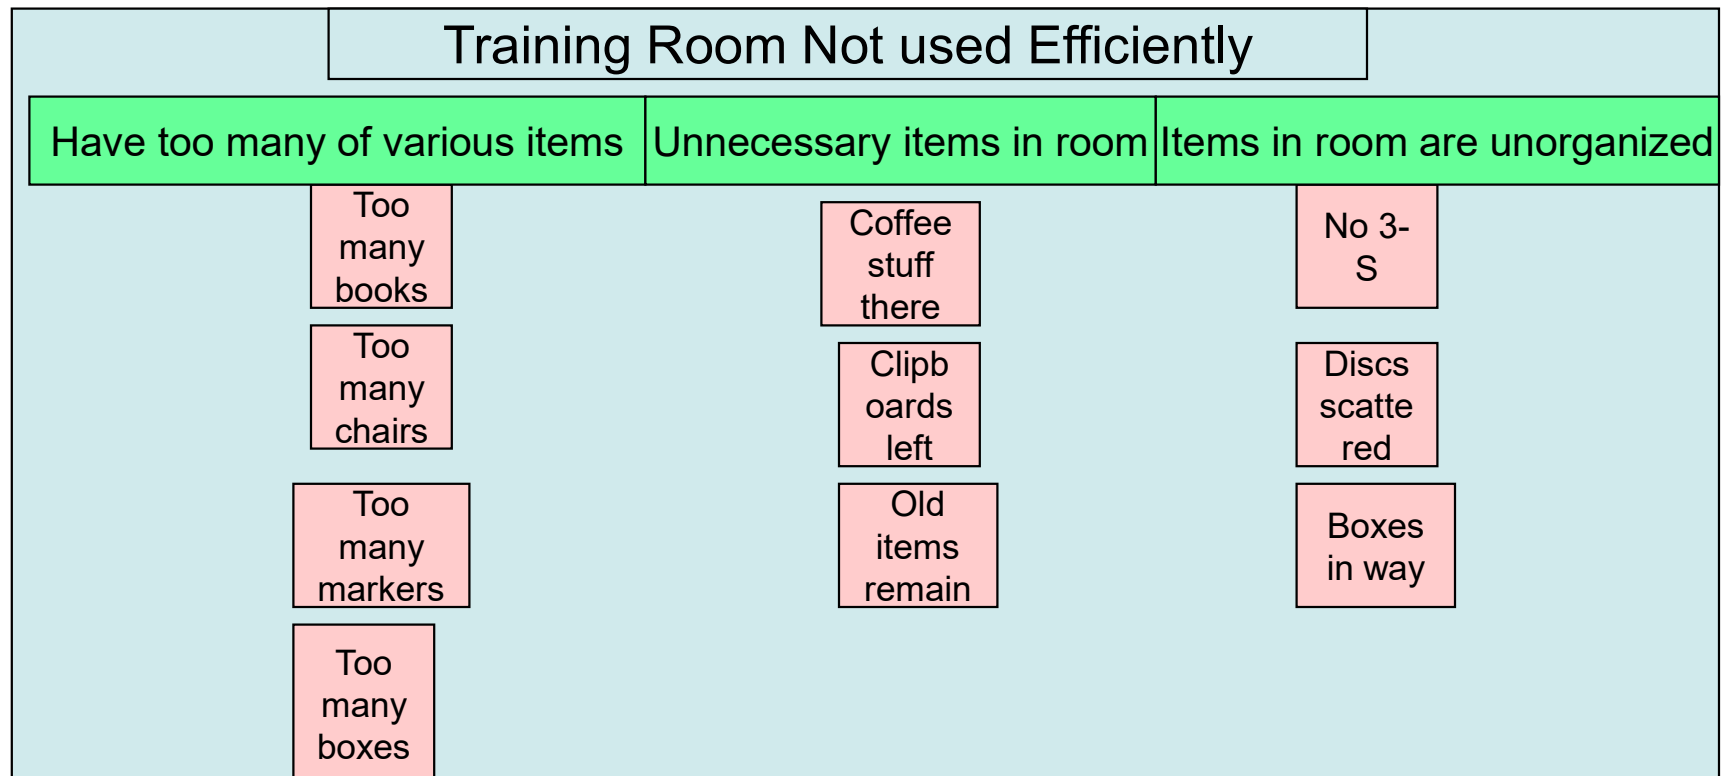 Training Room Not used Efficiently
Have too many of various items
Unnecessary items in room
Items in room are unorganized
Too
many
books
Too
many
chairs
Too
many
markers
Too
many
boxes
Coffee
stuff
there
Clipb
oards
left
Old
items
remain
No 3-
S
Discs
scatte
red
Boxes
in way